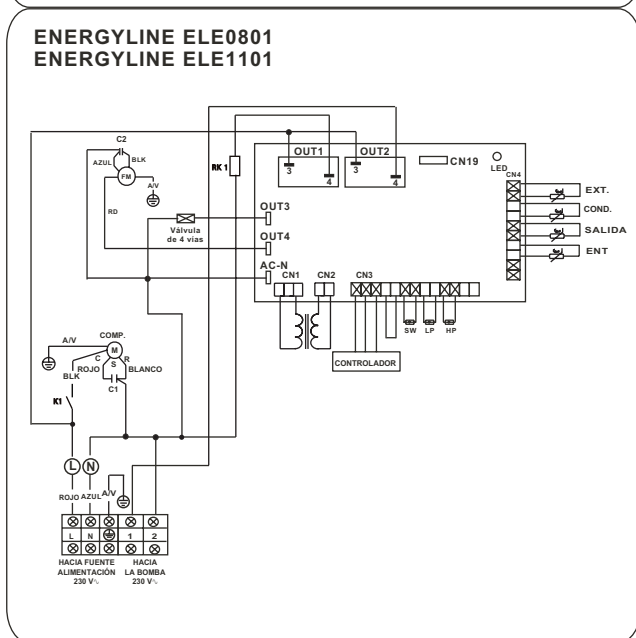 ENERGYLINE ELE0801
ENERGYLINE ELE1101
C2
AZUL
BLK
FM
A/V
RD
RK 1
OUT1
OUT2
3
4
3
4
CN19
LED
CN4
EXT.
COND.
SALIDA
ENT
OUT3
Válvula
de 4 vias
OUT4
AC-N
CN1
CN2
CN3
SW
LP
HP
CONTROLADOR
A/V
COMP.
M
C
R
S
ROJO
BLANCO
BLK
C1
K1
L
N
ROJO
AZUL
A/V
L
N
1
2
HACIA FUENTE
ALIMENTACIÓN
230 V∿
HACIA
LA BOMBA
230 V∿